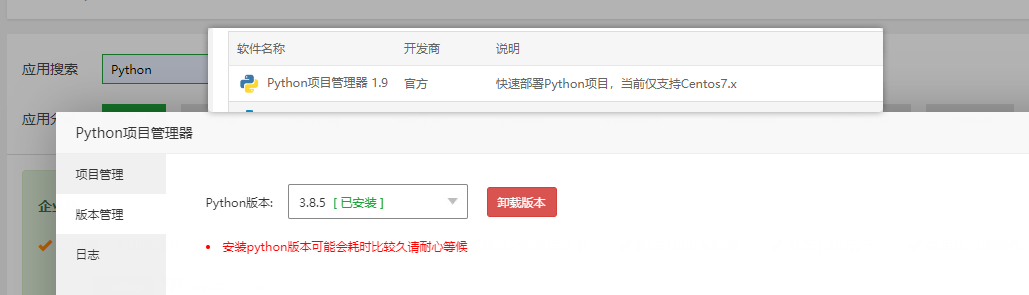 软件名称 开发商 说明
应用搜索 Python
Python项目管理器 1.9 官方 快速部署Python项目，当前仅支持Centos7.x
应用分
Python项目管理器
项目管理
Python版本: 3.8.5 [ 已安装 ] 卸载版本
版本管理
安装python版本可能会耗时比较久请耐心等候
日志